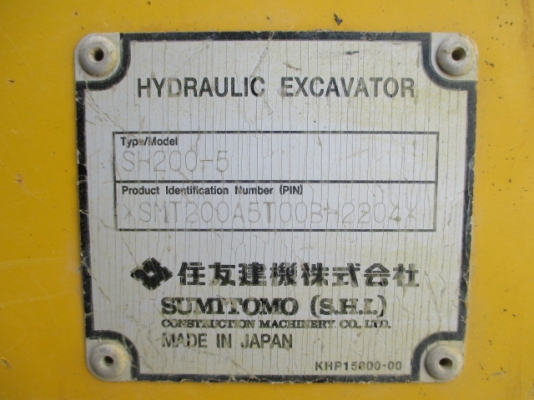 HYDRAULIC EXCAVATOR
Type/Model
SH200-5
Product Identification Number (PIN)
*SMT200A5T00BH2204*
住友建機株式会社
SUMITOMO (S.H.I.)
CONSTRUCTION MACHINERY CO., LTD.
MADE IN JAPAN
KHP15800-00